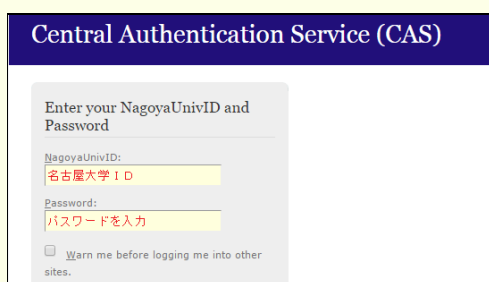 Central Authentication Service (CAS)
Enter your NagoyaUnivID and
Password
NagoyaUnivID:
名古屋大学ＩＤ
Password:
パスワードを入力
Warn me before logging me into other
sites.